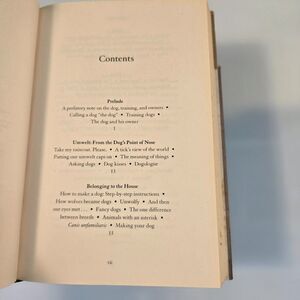 Contents
Prelude
A prefatory note on the dog, training, and owners •
Calling a dog "the dog" • Training dogs •
The dog and his owner
1
Umwelt: From the Dog's Point of Nose
Take my raincoat. Please. • A tick's view of the world •
Putting our umwelt caps on • The meaning of things •
Asking dogs • Dog kisses • Dogologue
13
Belonging to the House
How to make a dog: Step-by-step instructions •
How wolves became dogs • Unwolfy • And then
our eyes met . . . • Fancy dogs • The one difference
between breeds • Animals with an asterisk •
Canis unfamiliaris • Making your dog
33
vii